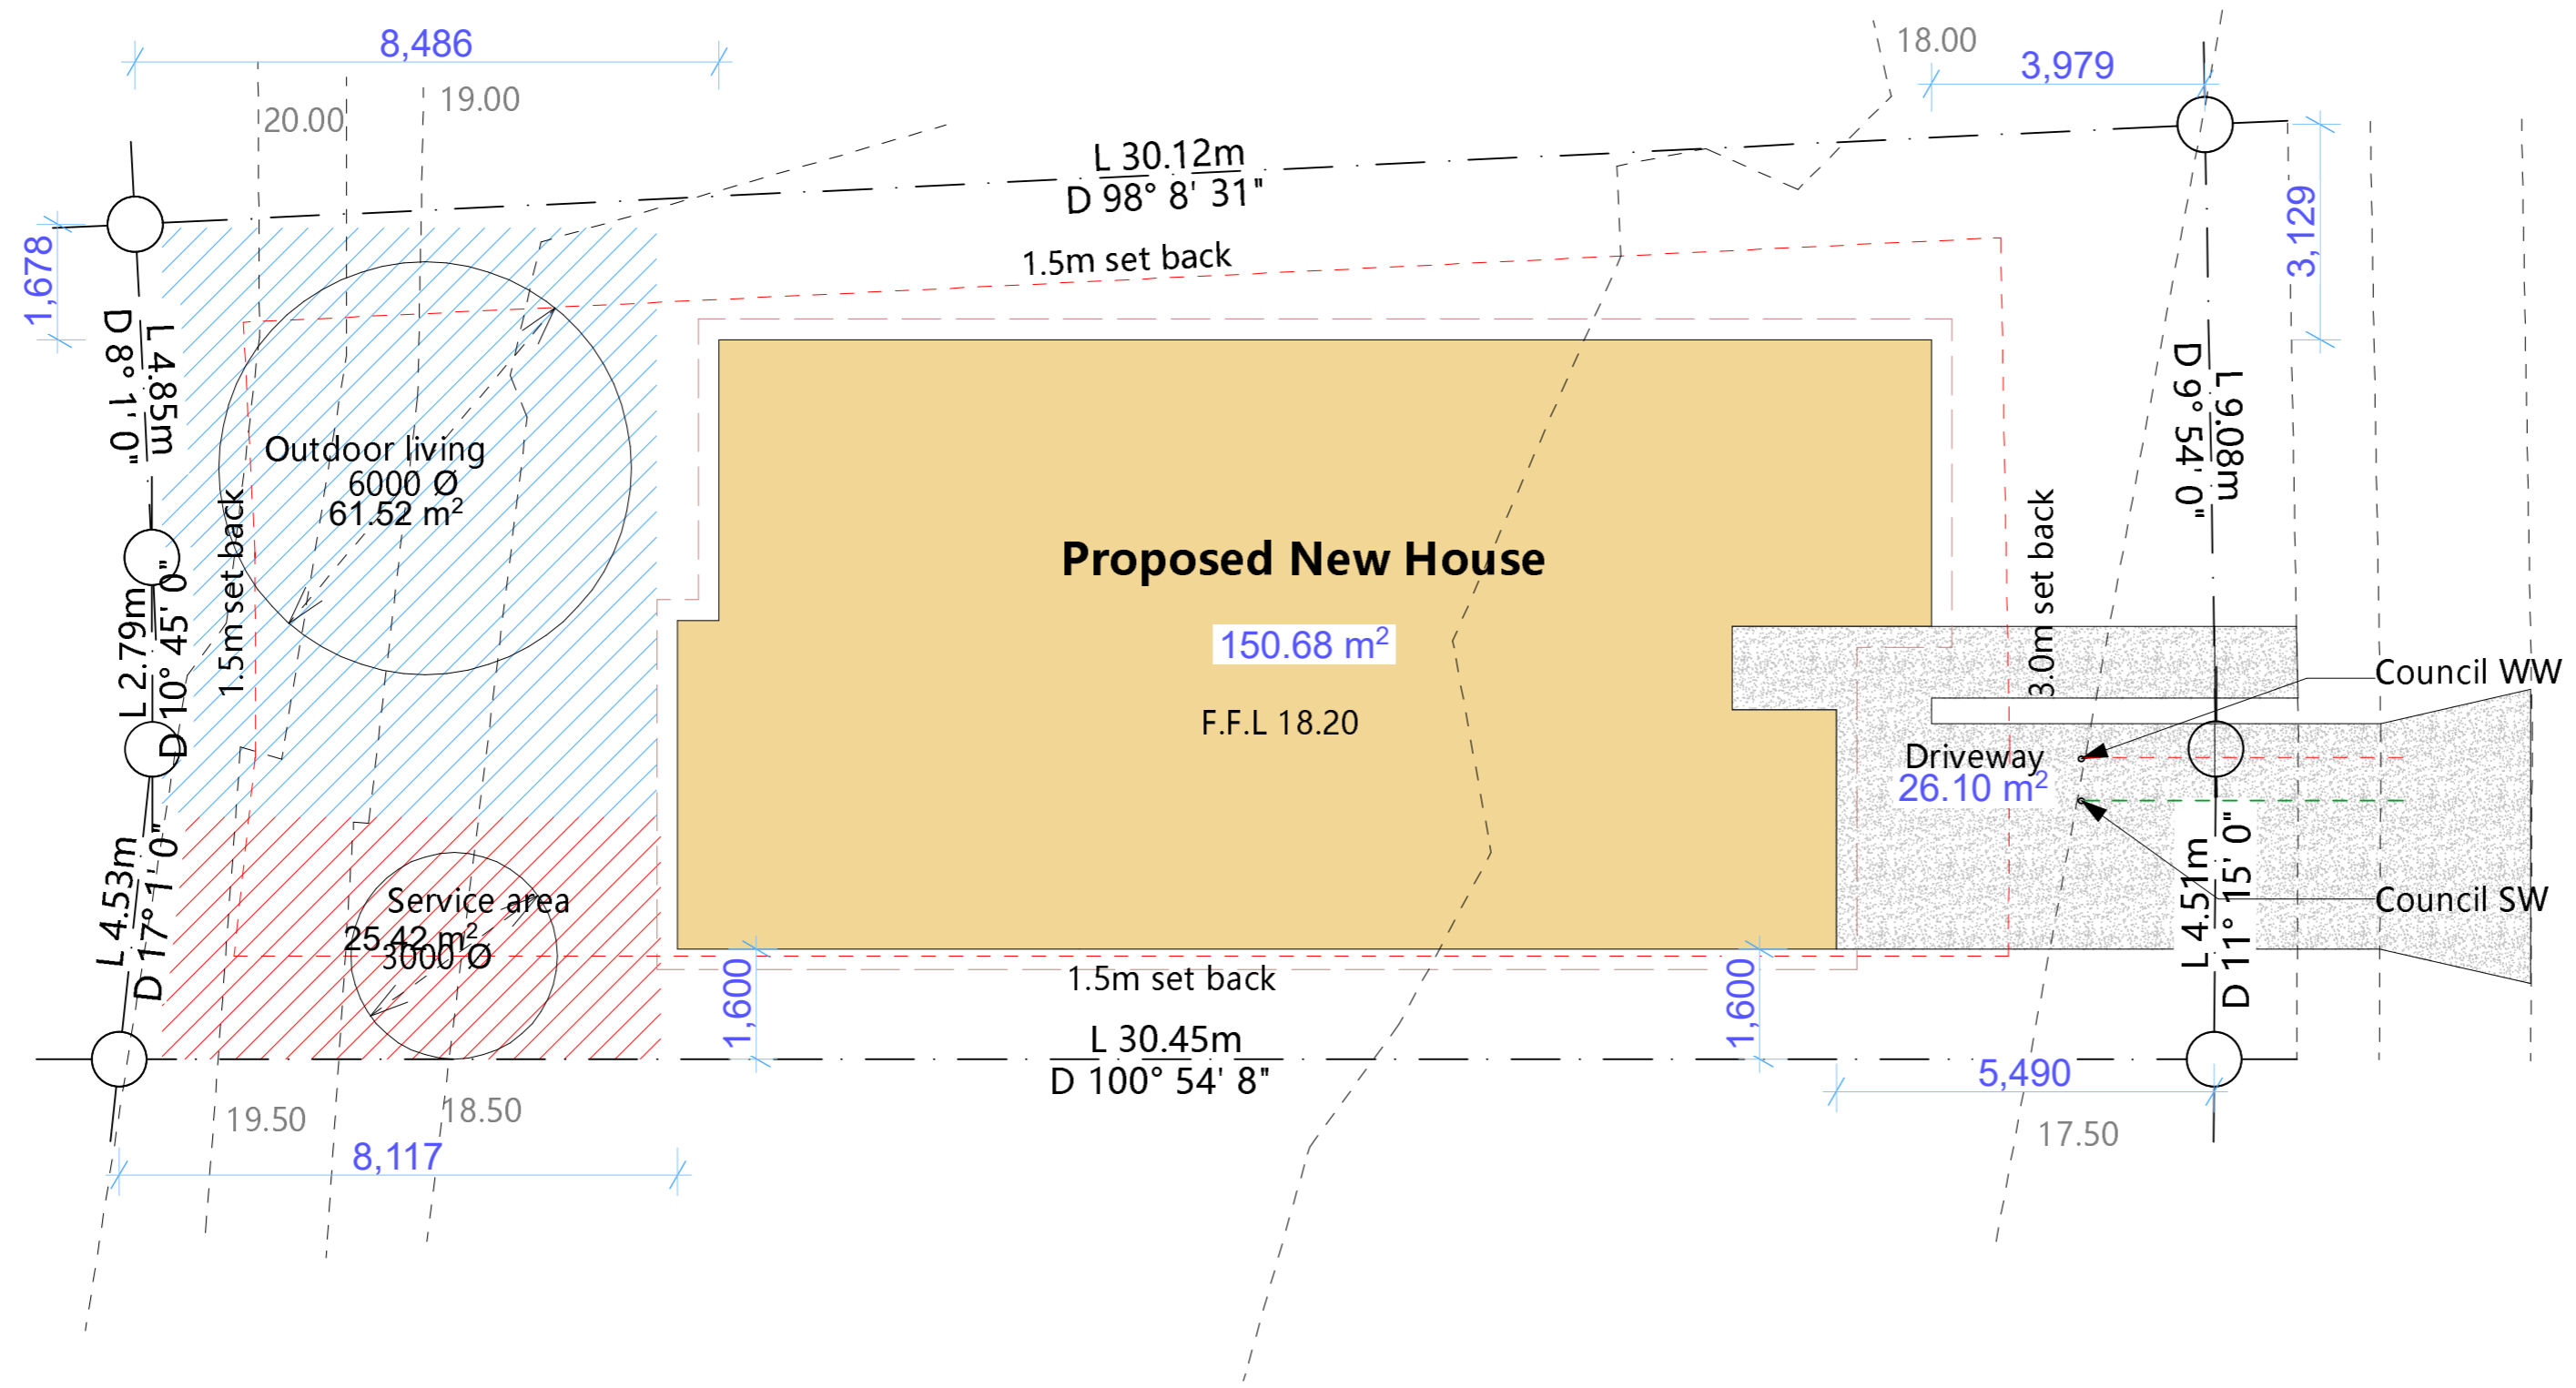 8,486
18.00
3,979
19.00
20.00
L 30.12m
D 98° 8' 31"
1,678
3,129
1.5m set back
L 4.85m
D 8° 1' 0"
L 9.08m
D 9° 54' 0"
Outdoor living
6000 Ø
61.52 m²
1.5m set back
3.0m set back
Proposed New House
150.68 m²
F.F.L 18.20
L 2.79m
D 10° 45' 0"
Council WW
Driveway
26.10 m²
L 4.53m
D 17° 1' 0"
Service area
25.42 m²
3000 Ø
L 4.51m
D 11° 15' 0"
Council SW
1,600
1.5m set back
1,600
L 30.45m
D 100° 54' 8"
5,490
19.50
18.50
17.50
8,117